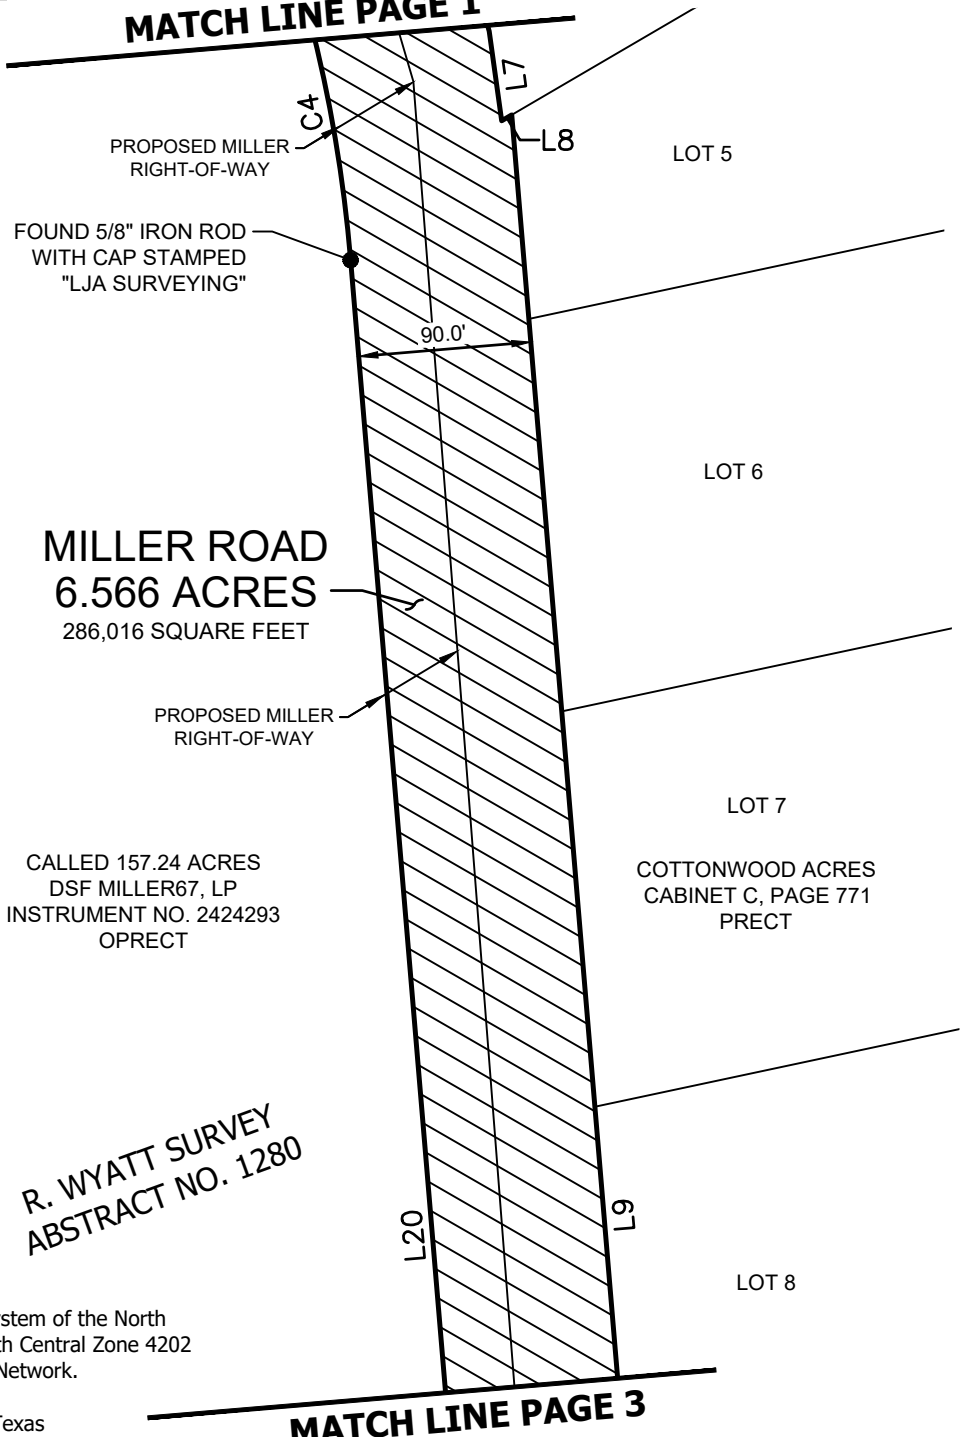 MATCH LINE PAGE 1
L7
C4
PROPOSED MILLER
RIGHT-OF-WAY
L8
LOT 5
FOUND 5/8" IRON ROD
WITH CAP STAMPED
"LJA SURVEYING"
90.0'
LOT 6
MILLER ROAD
6.566 ACRES
286,016 SQUARE FEET
PROPOSED MILLER
RIGHT-OF-WAY
LOT 7
CALLED 157.24 ACRES
DSF MILLER67, LP
INSTRUMENT NO. 2424293
OPRECT
COTTONWOOD ACRES
CABINET C, PAGE 771
PRECT
R. WYATT SURVEY
ABSTRACT NO. 1280
L20
L9
LOT 8
stem of the North
th Central Zone 4202
Network.
Texas
MATCH LINE PAGE 3